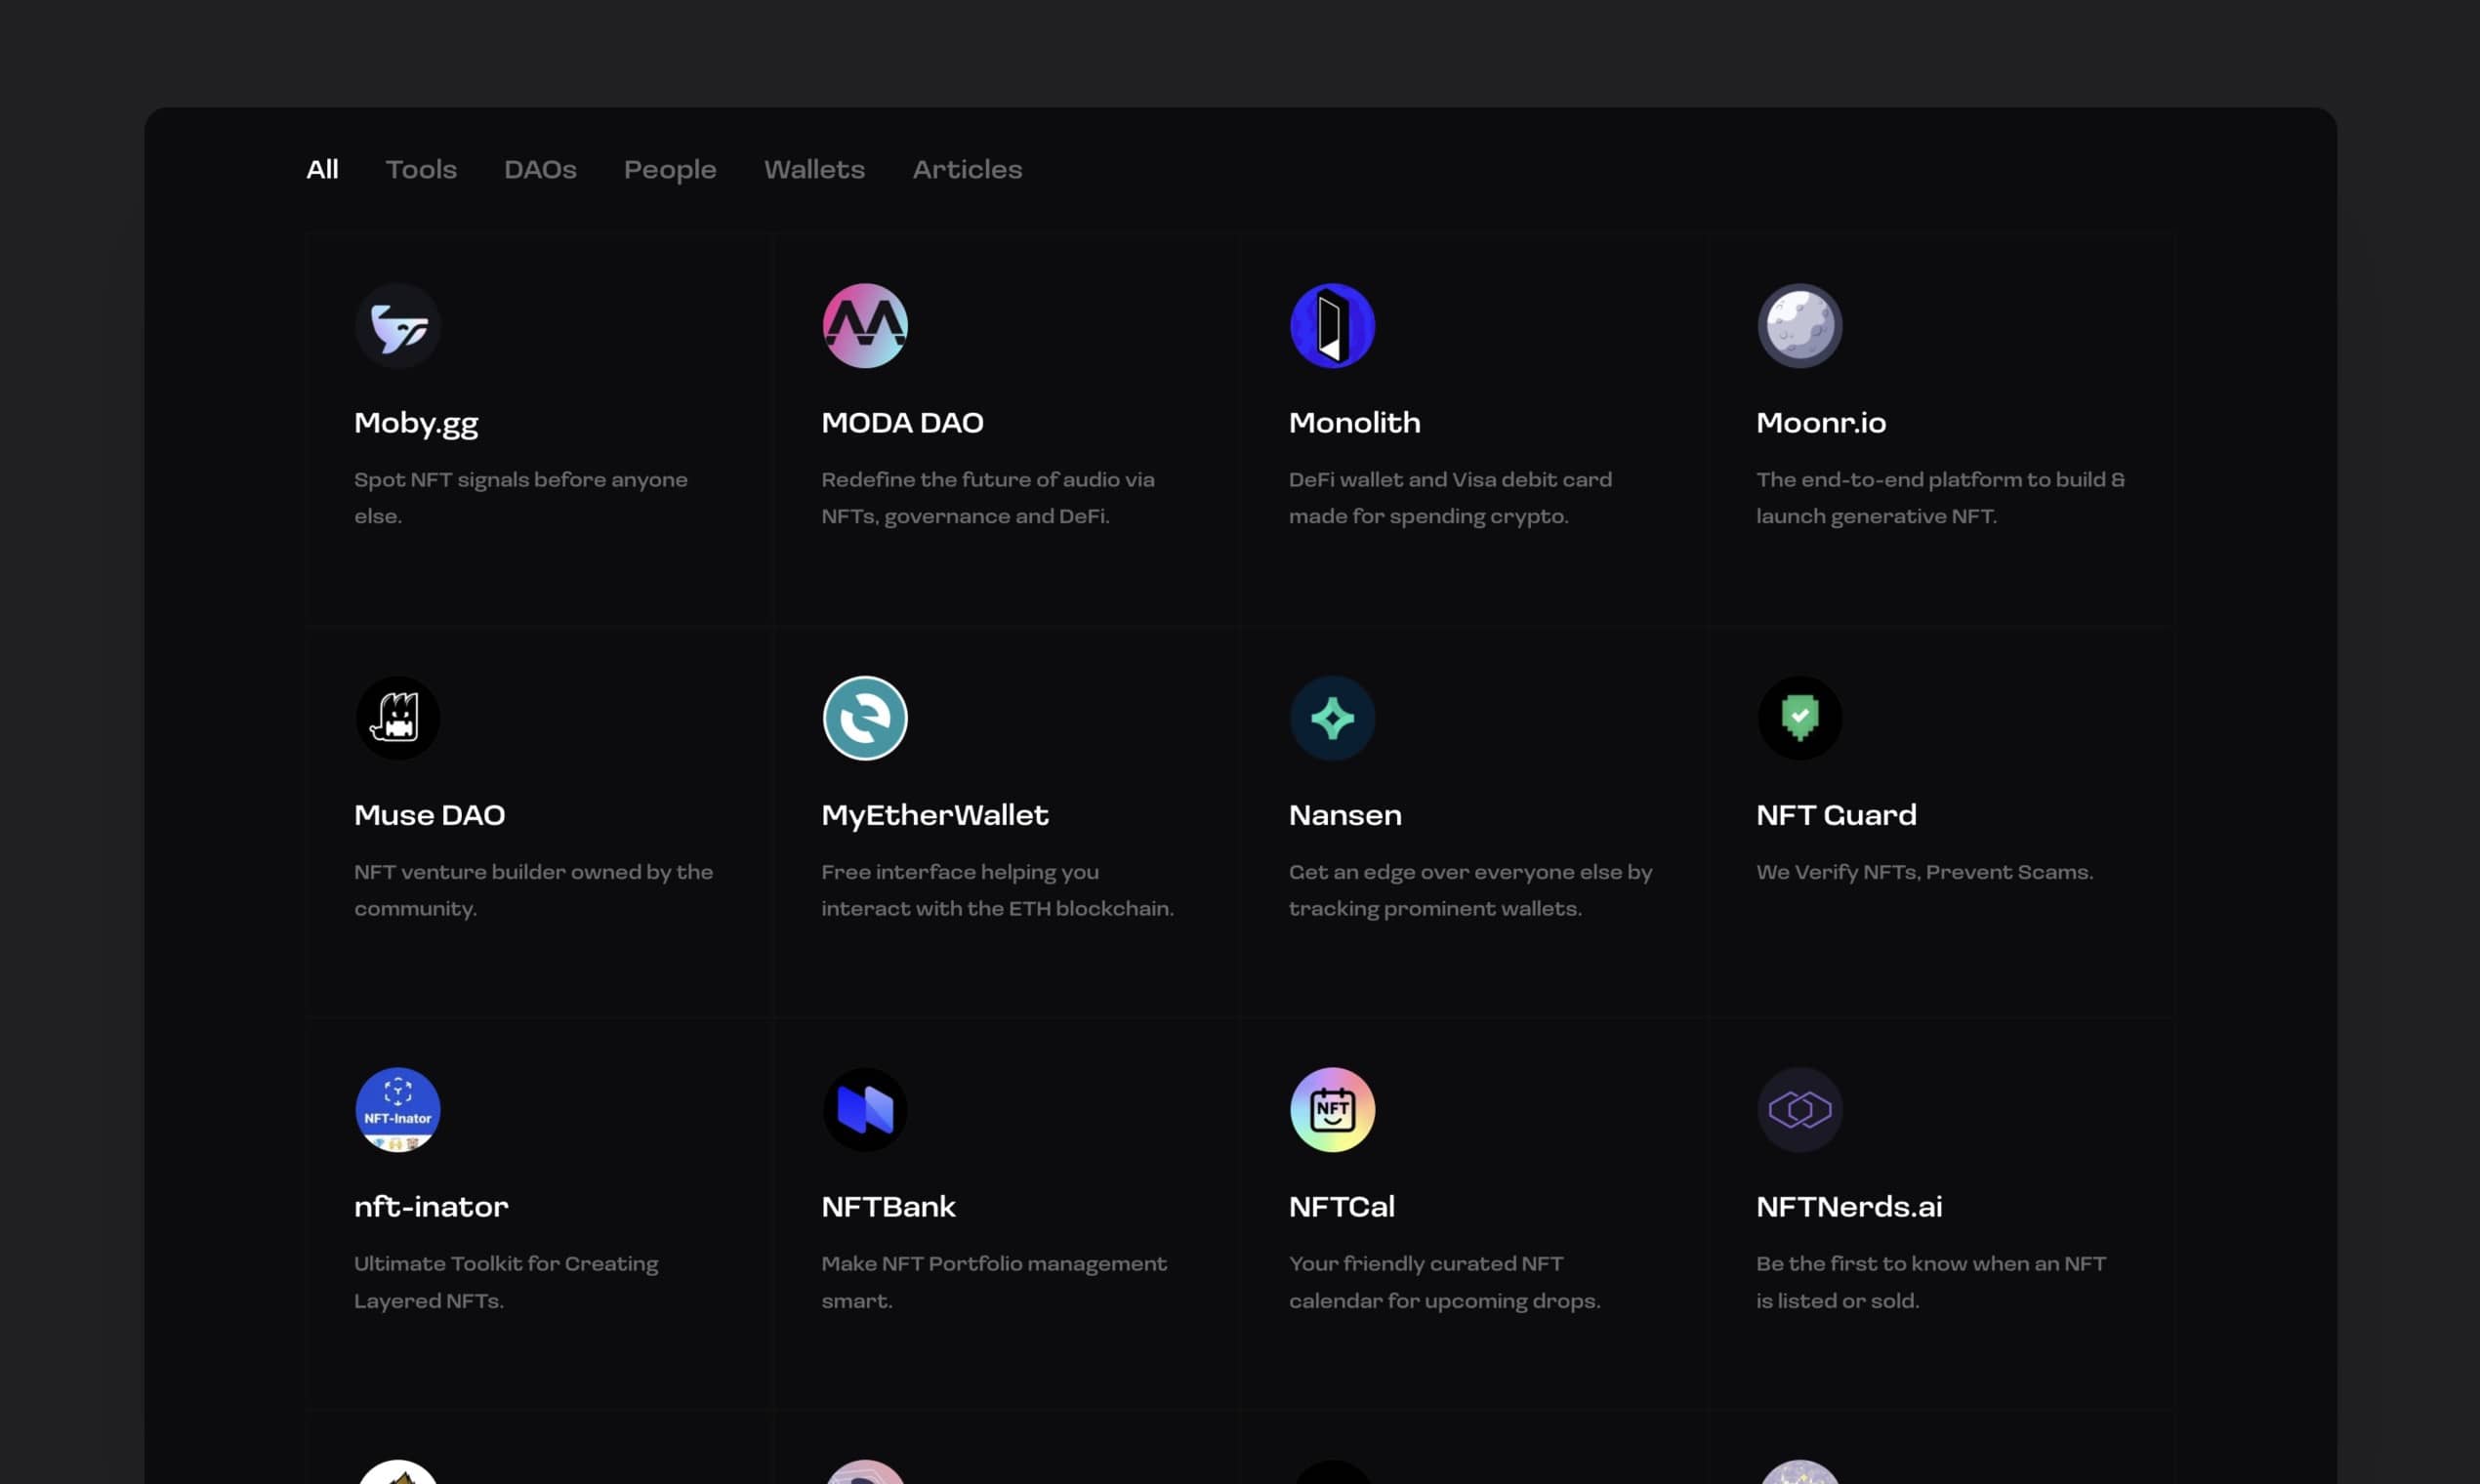 All Tools DAOs People Wallets Articles
Moby.gg
Spot NFT signals before anyone
else.
MODA DAO
Redefine the future of audio via
NFTs, governance and DeFi.
Monolith
DeFi wallet and Visa debit card
made for spending crypto.
Moonr.io
The end-to-end platform to build &
launch generative NFT.
Muse DAO
NFT venture builder owned by the
community.
MyEtherWallet
Free interface helping you
interact with the ETH blockchain.
Nansen
Get an edge over everyone else by
tracking prominent wallets.
NFT Guard
We Verify NFTs, Prevent Scams.
NFT-Inator
nft-inator
Ultimate Toolkit for Creating
Layered NFTs.
NFTBank
Make NFT Portfolio management
smart.
NFT
NFTCal
Your friendly curated NFT
calendar for upcoming drops.
NFTNerds.ai
Be the first to know when an NFT
is listed or sold.